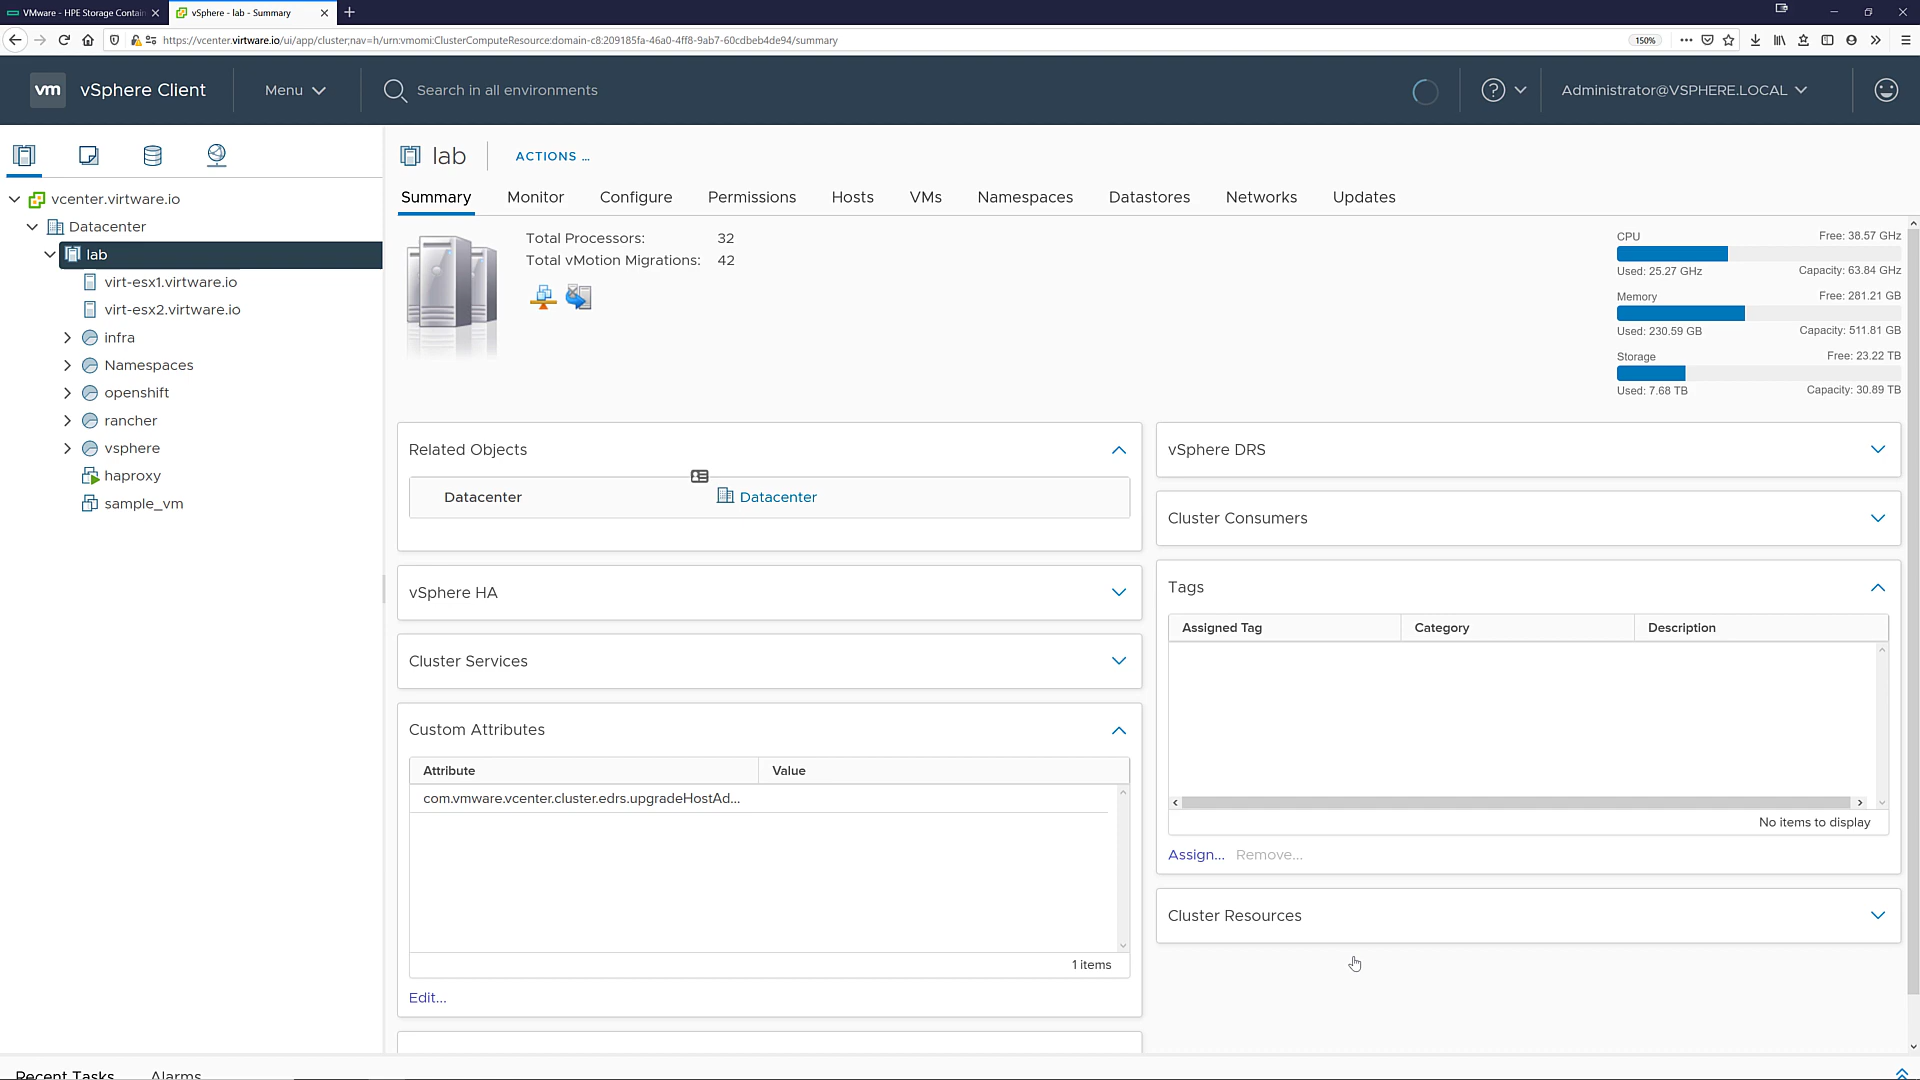 VMware - HPE Storage Contain
vSphere - lab - Summary
https://vcenter.virtware.io/ui/app/cluster;nav=h/urn:vmomi:ClusterComputeResource:domain-c8:209185fa-46a0-4ff8-9ab7-60cdbeb4de94/summary
150%
vm vSphere Client
Menu
Search in all environments
Administrator@VSPHERE.LOCAL
lab
ACTIONS
Summary Monitor Configure Permissions Hosts VMs Namespaces Datastores Networks Updates
vcenter.virtware.io
Datacenter
lab
virt-esx1.virtware.io
virt-esx2.virtware.io
infra
Namespaces
openshift
rancher
vsphere
haproxy
sample_vm
Total Processors: 32
Total vMotion Migrations: 42
CPU Free: 38.57 GHz
Used: 25.27 GHz Capacity: 63.84 GHz
Memory Free: 281.21 GB
Used: 230.59 GB Capacity: 511.81 GB
Storage Free: 23.22 TB
Used: 7.68 TB Capacity: 30.89 TB
Related Objects
Datacenter Datacenter
vSphere HA
Cluster Services
Custom Attributes
Attribute Value
com.vmware.vcenter.cluster.edrs.upgradeHostAd...
1 items
Edit...
vSphere DRS
Cluster Consumers
Tags
Assigned Tag Category Description
No items to display
Assign... Remove...
Cluster Resources
Recent Tasks Alarms